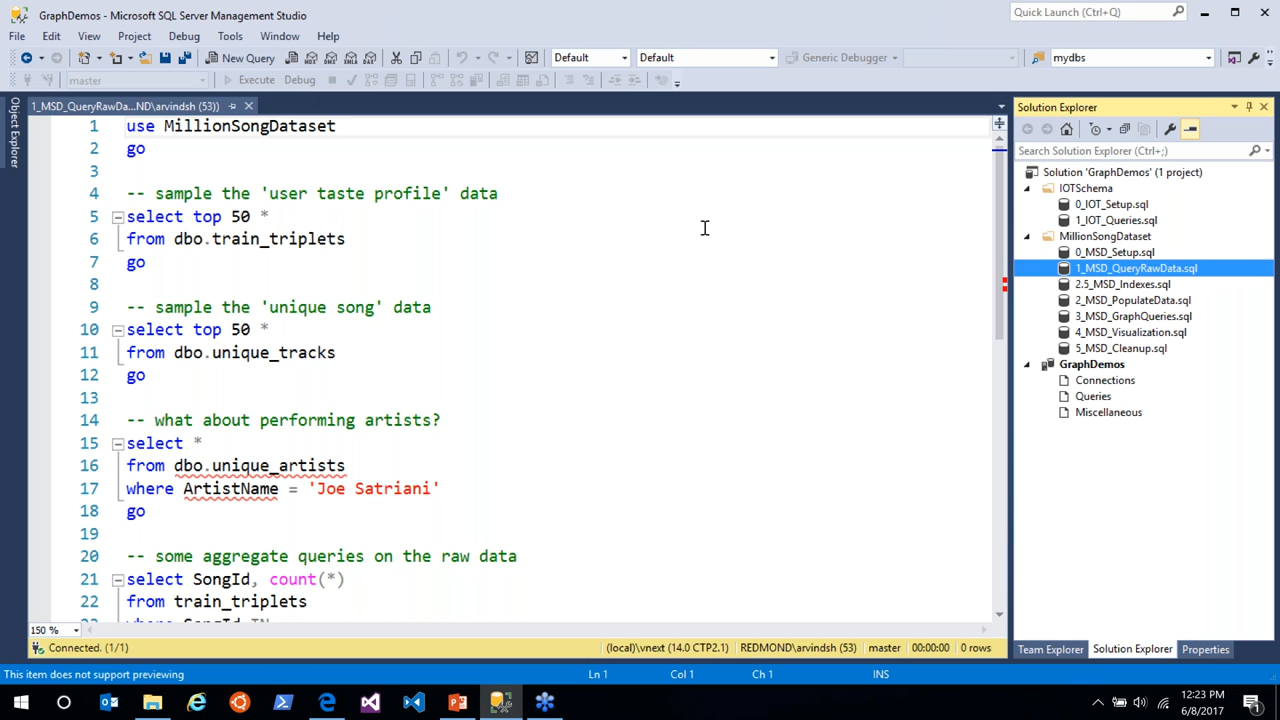 GraphDemos - Microsoft SQL Server Management Studio
Quick Launch (Ctrl+Q)
File Edit View Project Debug Tools Window Help
New Query
Default
Default
Generic Debugger
mydbs
master
Execute Debug
Object Explorer
1_MSD_QueryRawDa...ND\arvindsh (53))
1 use MillionSongDataset
2 go
3
4 -- sample the 'user taste profile' data
5 select top 50 *
6 from dbo.train_triplets
7 go
8
9 -- sample the 'unique song' data
10 select top 50 *
11 from dbo.unique_tracks
12 go
13
14 -- what about performing artists?
15 select *
16 from dbo.unique_artists
17 where ArtistName = 'Joe Satriani'
18 go
19
20 -- some aggregate queries on the raw data
21 select SongId, count(*)
22 from train_triplets
150 %
Connected. (1/1)
(local)\vnext (14.0 CTP2.1) REDMOND\arvindsh (53) master 00:00:00 0 rows
Solution Explorer
Search Solution Explorer (Ctrl+;)
Solution 'GraphDemos' (1 project)
IOTSchema
0_IOT_Setup.sql
1_IOT_Queries.sql
MillionSongDataset
0_MSD_Setup.sql
1_MSD_QueryRawData.sql
2.5_MSD_Indexes.sql
2_MSD_PopulateData.sql
3_MSD_GraphQueries.sql
4_MSD_Visualization.sql
5_MSD_Cleanup.sql
GraphDemos
Connections
Queries
Miscellaneous
Team Explorer Solution Explorer Properties
This item does not support previewing
Ln 1 Col 1 Ch 1 INS
12:23 PM
6/8/2017